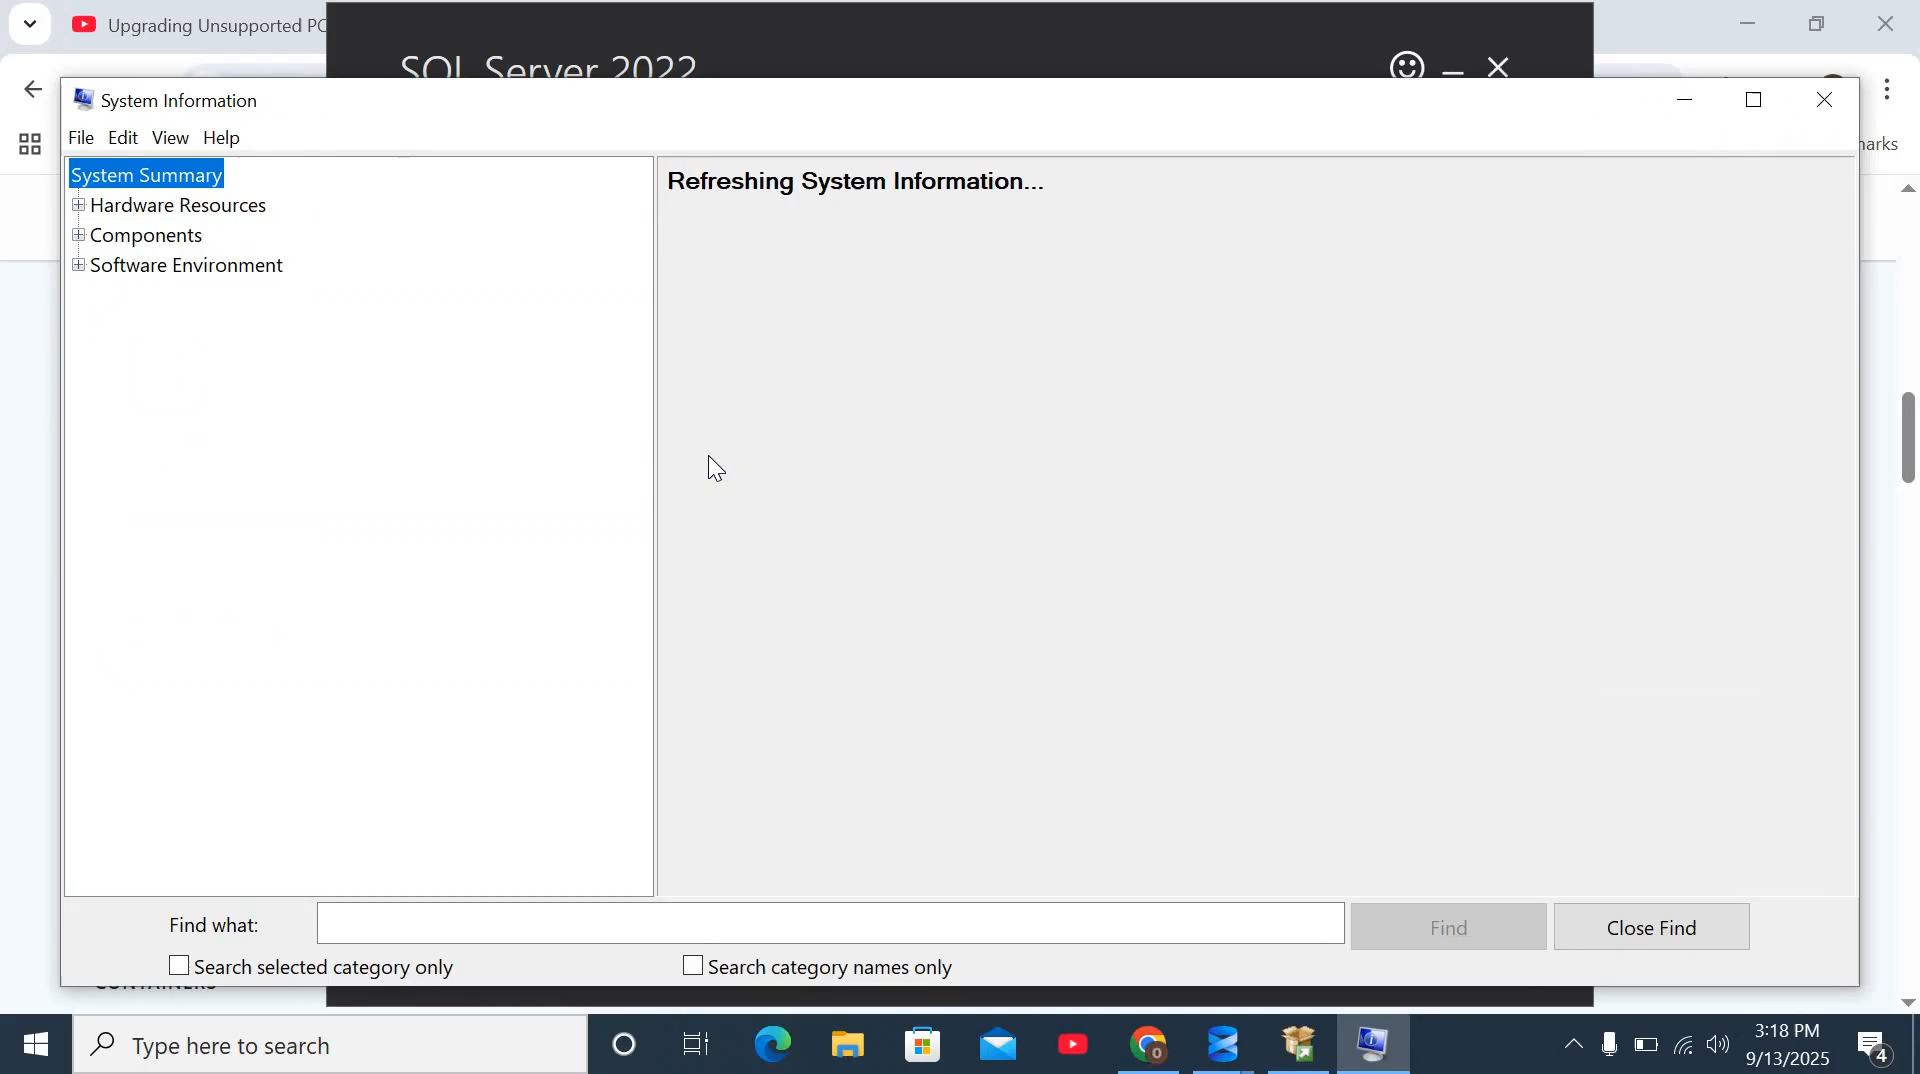 Upgrading Unsupported PC
SQL Server 2022
System Information
File Edit View Help
arks
System Summary
Hardware Resources
Components
Software Environment
Refreshing System Information...
Find what:
Find
Close Find
Search selected category only
Search category names only
CONTAINERS
Type here to search
3:18 PM
9/13/2025
4